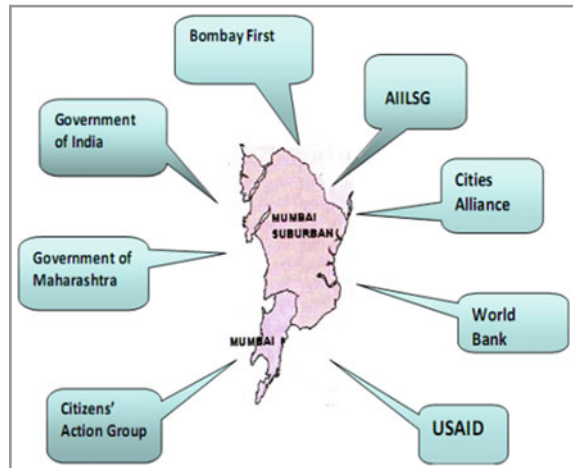 Bombay First
AIILSG
Government
of India
Cities
Alliance
MUMBAI
SUBURBAN
Government of
Maharashtra
World
Bank
MUMBAI
Citizens'
Action Group
USAID